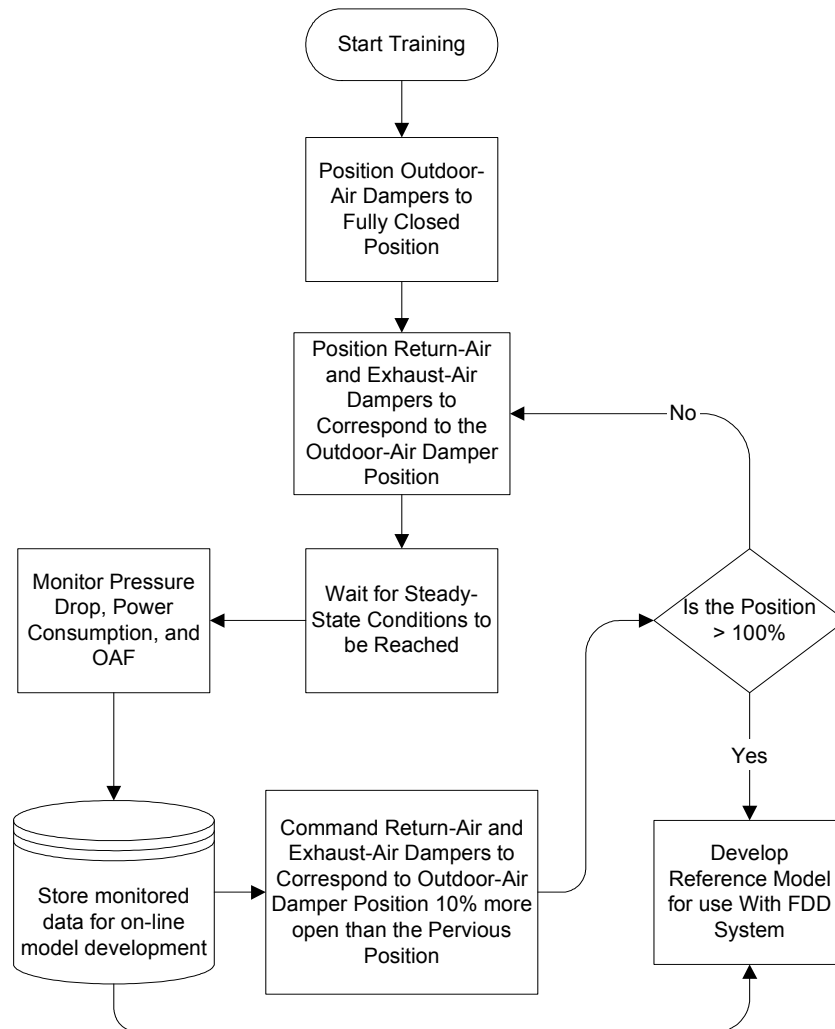 Start Training
Position Outdoor-
Air Dampers to
Fully Closed
Position
Position Return-Air
and Exhaust-Air
Dampers to
Correspond to the
Outdoor-Air Damper
Position
No
Monitor Pressure
Drop, Power
Consumption, and
OAF
Wait for Steady-
State Conditions to
be Reached
Is the Position
> 100%
Yes
Store monitored
data for on-line
model development
Command Return-Air and
Exhaust-Air Dampers to
Correspond to Outdoor-Air
Damper Position 10% more
open than the Pervious
Position
Develop
Reference Model
for use With FDD
System